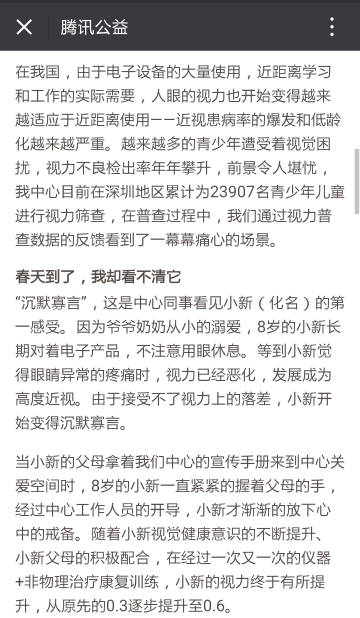 腾讯公益
在我国，由于电子设备的大量使用，近距离学习
和工作的实际需要，人眼的视力也开始变得越来
越适应于近距离使用——近视患病率的爆发和低龄
化越来越严重。越来越多的青少年遭受着视觉困
扰，视力不良检出率年年攀升，前景令人堪忧，
我中心目前在深圳地区累计为23907名青少年儿童
进行视力筛查，在普查过程中，我们通过视力普
查数据的反馈看到了一幕幕痛心的场景。
春天到了，我却看不清它
“沉默寡言”，这是中心同事看见小新（化名）的第
一感受。因为爷爷奶奶从小的溺爱，8岁的小新长
期对着电子产品，不注意用眼休息。等到小新觉
得眼睛异常的疼痛时，视力已经恶化，发展成为
高度近视。由于接受不了视力上的落差，小新开
始变得沉默寡言。
当小新的父母拿着我们中心的宣传手册来到中心关
爱空间时，8岁的小新一直紧紧的握着父母的手，
经过中心工作人员的开导，小新才渐渐的放下心
中的戒备。随着小新视觉健康意识的不断提升、
小新父母的积极配合，在经过一次又一次的仪器
+非物理治疗康复训练，小新的视力终于有所提
升，从原先的0.3逐步提升至0.6。